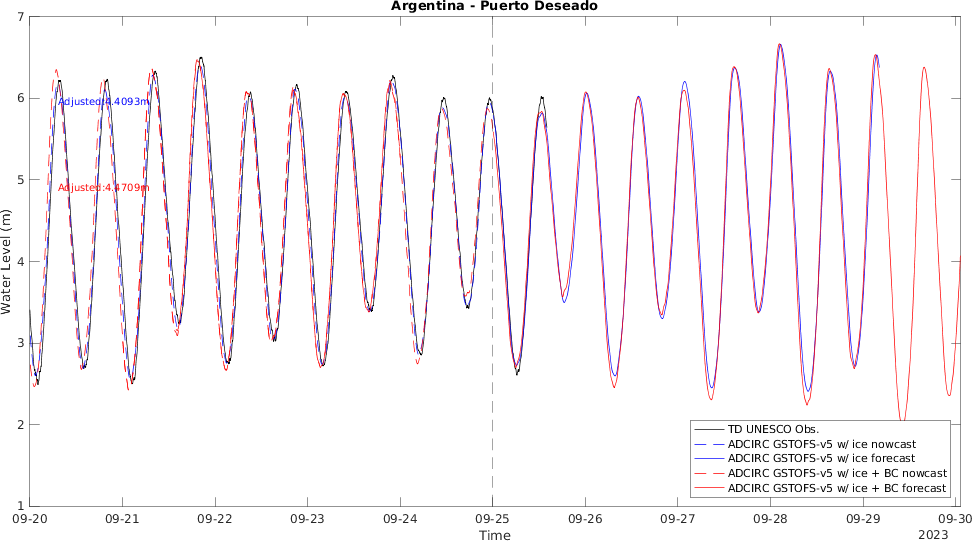 Argentina - Puerto Deseado
7
6
5
4
3
2
1
Water Level (m)
Adjusted:4.4093m
Adjusted:4.4709m
TD UNESCO Obs.
ADCIRC GSTOFS-v5 w/ ice nowcast
ADCIRC GSTOFS-v5 w/ ice forecast
ADCIRC GSTOFS-v5 w/ ice + BC nowcast
ADCIRC GSTOFS-v5 w/ ice + BC forecast
09-20 09-21 09-22 09-23 09-24 09-25 09-26 09-27 09-28 09-29 09-30
Time
2023